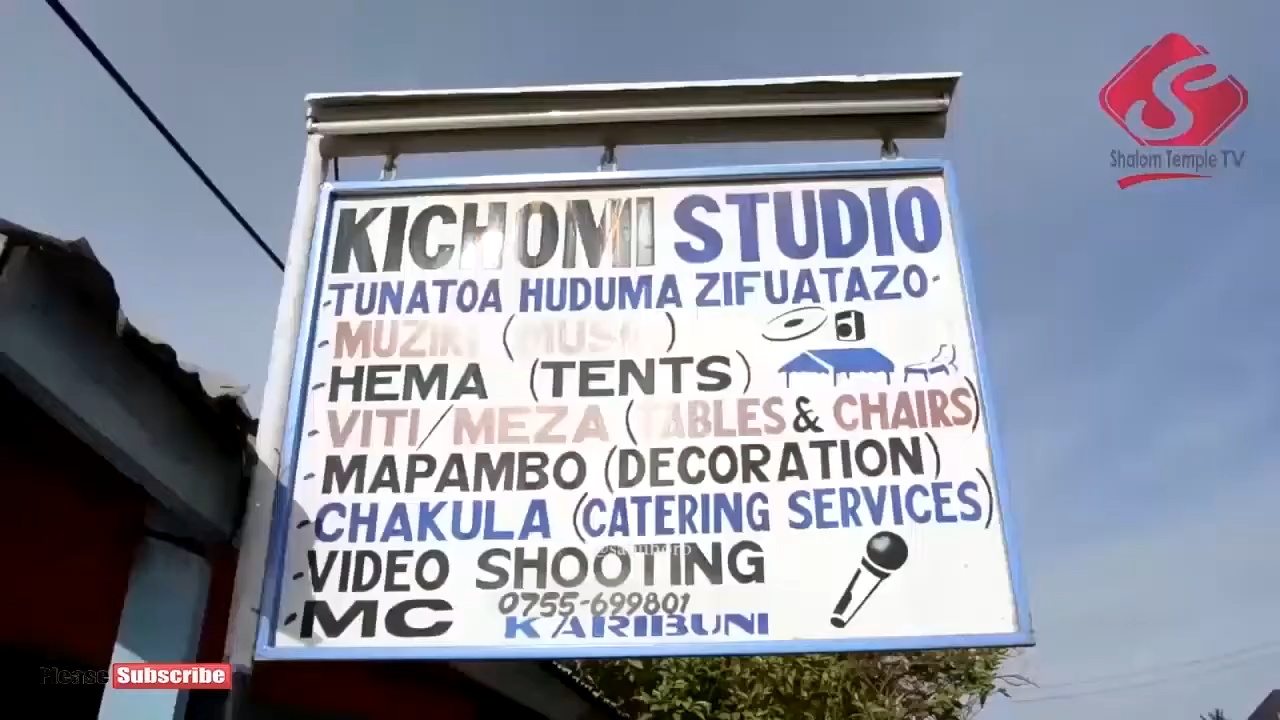 Shalom Temple TV
KICHOMI STUDIO
-TUNATOA HUDUMA ZIFUATAZO-
-MUZIKI (MUSIC)
-HEMA (TENTS)
-VITI/MEZA (TABLES & CHAIRS)
-MAPAMBO (DECORATION)
-CHAKULA (CATERING SERVICES)
-VIDEO SHOOTING
-MC 0755-699801
KARIBUNI
Please Subscribe